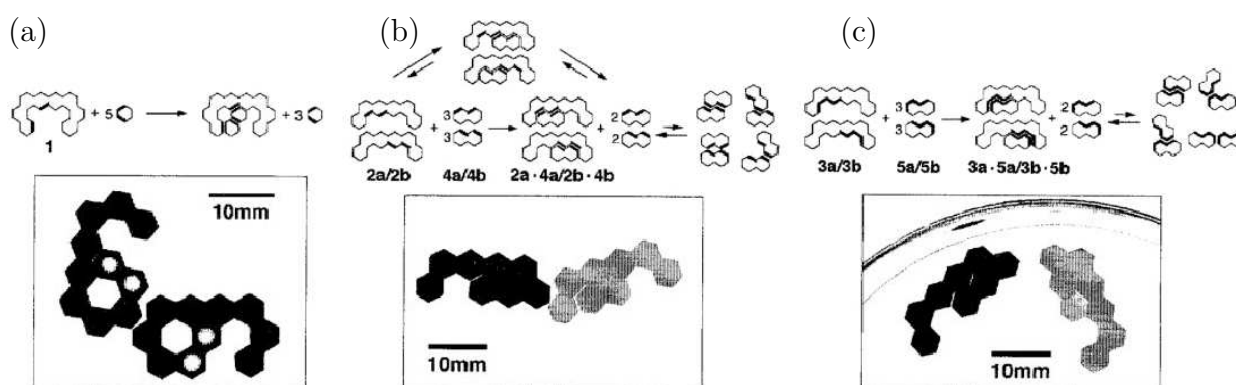 (a)
(b)
(c)
+ 5
+ 3
1
3
+
3
+
2
2
2a/2b
4a/4b
2a · 4a/2b · 4b
3
+
3
+
2
2
3a/3b
5a/5b
3a · 5a/3b · 5b
10mm
10mm
10mm